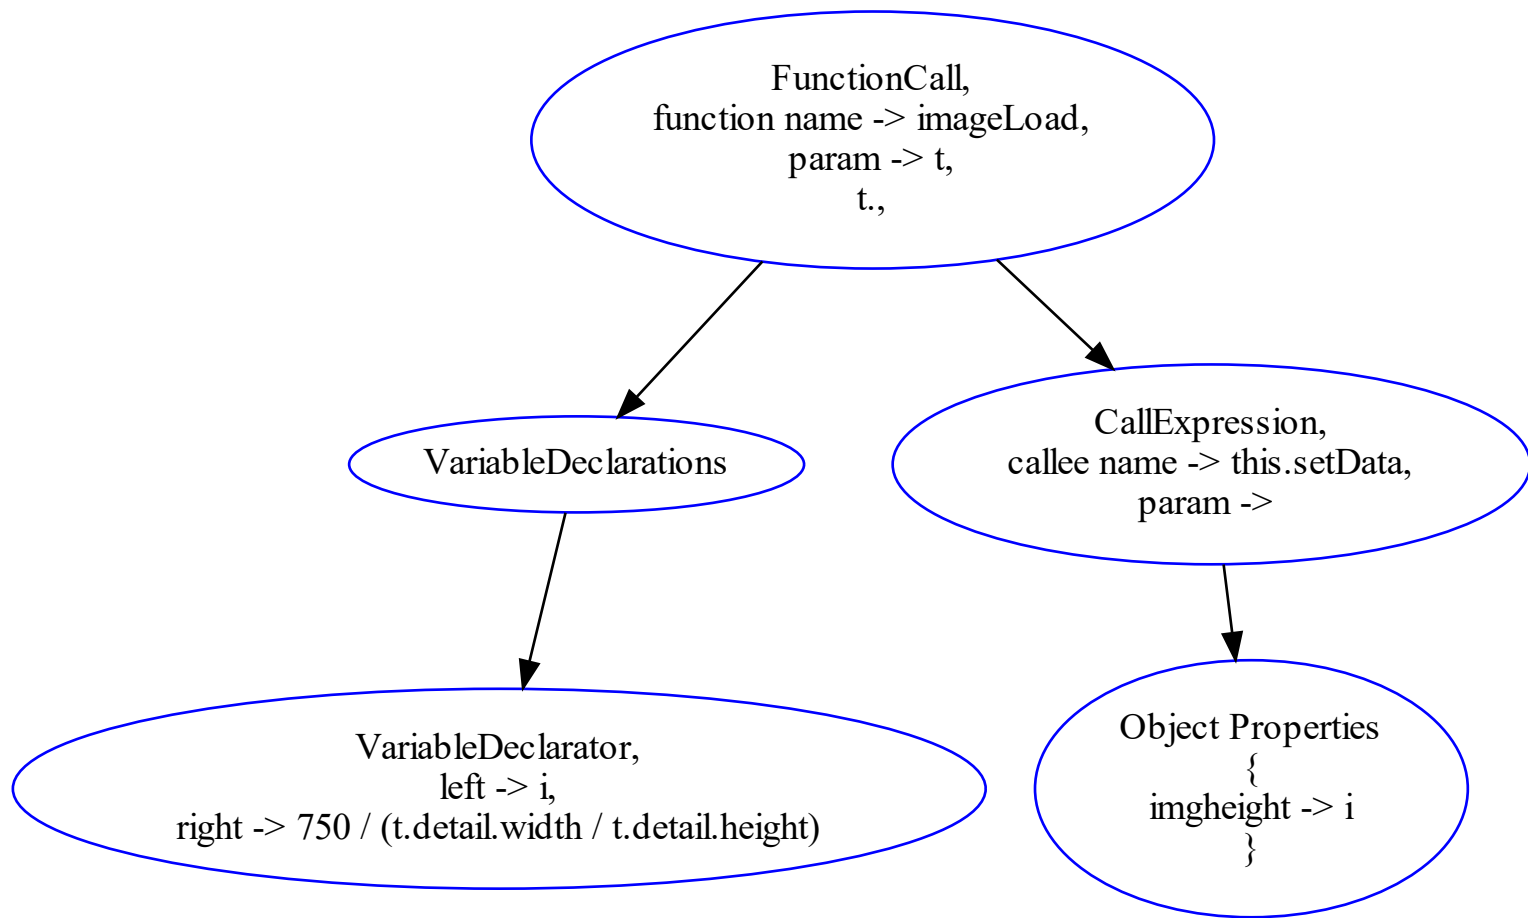 FunctionCall,
function name -> imageLoad,
param -> t,
t.,
VariableDeclarations
CallExpression,
callee name -> this.setData,
param ->
VariableDeclarator,
left -> i,
right -> 750 / (t.detail.width / t.detail.height)
Object Properties
{
imgheight -> i
}